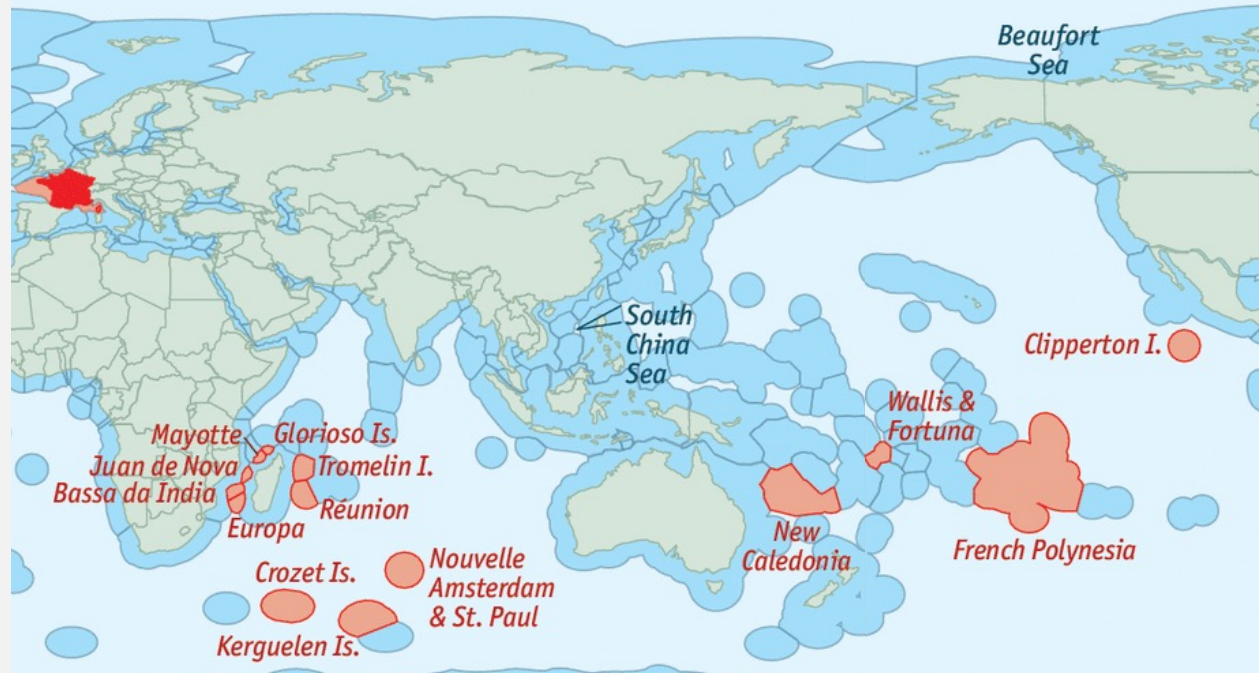 Beaufort
Sea
South
China
Sea
Clipperton I.
Wallis &
Fortuna
Mayotte
Glorioso Is.
Juan de Nova
Tromelin I.
Bassa da India
Réunion
Europa
New
Caledonia
French Polynesia
Nouvelle
Amsterdam
& St. Paul
Crozet Is.
Kerguelen Is.